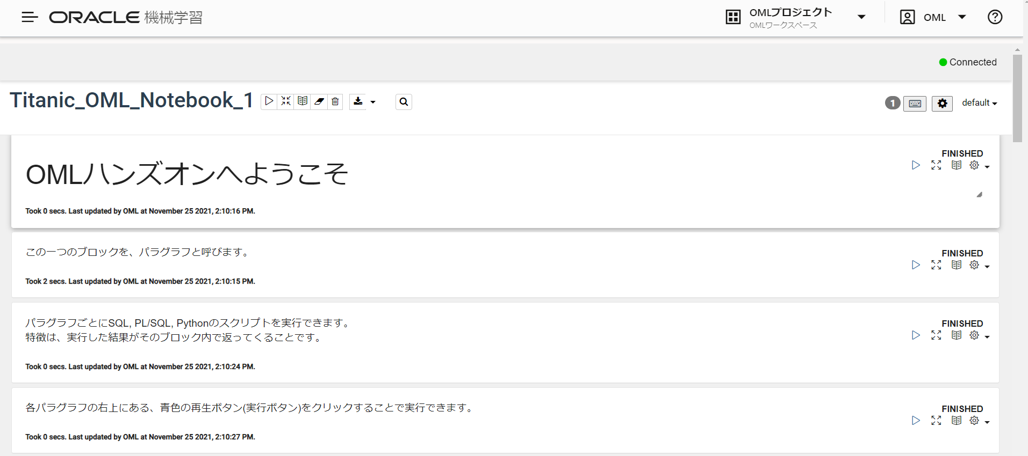 ORACLE 機械学習
OMLプロジェクト
OMLワークスペース
OML
Connected
Titanic_OML_Notebook_1
1
default
FINISHED
OMLハンズオンへようこそ
Took 0 secs. Last updated by OML at November 25 2021, 2:10:16 PM.
FINISHED
この一つのブロックを、パラグラフと呼びます。
Took 2 secs. Last updated by OML at November 25 2021, 2:10:15 PM.
FINISHED
パラグラフごとにSQL, PL/SQL, Pythonのスクリプトを実行できます。
特徴は、実行した結果がそのブロック内で返ってくることです。
Took 0 secs. Last updated by OML at November 25 2021, 2:10:24 PM.
FINISHED
各パラグラフの右上にある、青色の再生ボタン(実行ボタン)をクリックすることで実行できます。
Took 0 secs. Last updated by OML at November 25 2021, 2:10:27 PM.